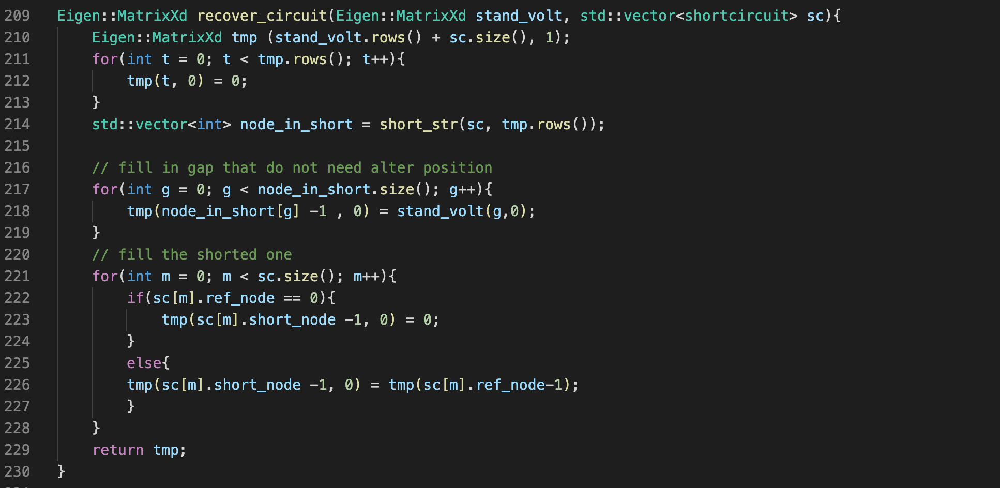 209 Eigen::MatrixXd recover_circuit(Eigen::MatrixXd stand_volt, std::vector<shortcircuit> sc){
210     Eigen::MatrixXd tmp (stand_volt.rows() + sc.size(), 1);
211     for(int t = 0; t < tmp.rows(); t++){
212         tmp(t, 0) = 0;
213     }
214     std::vector<int> node_in_short = short_str(sc, tmp.rows());
215
216     // fill in gap that do not need alter position
217     for(int g = 0; g < node_in_short.size(); g++){
218         tmp(node_in_short[g] -1 , 0) = stand_volt(g,0);
219     }
220     // fill the shorted one
221     for(int m = 0; m < sc.size(); m++){
222         if(sc[m].ref_node == 0){
223             tmp(sc[m].short_node -1, 0) = 0;
224         }
225         else{
226         tmp(sc[m].short_node -1, 0) = tmp(sc[m].ref_node-1);
227         }
228     }
229     return tmp;
230 }